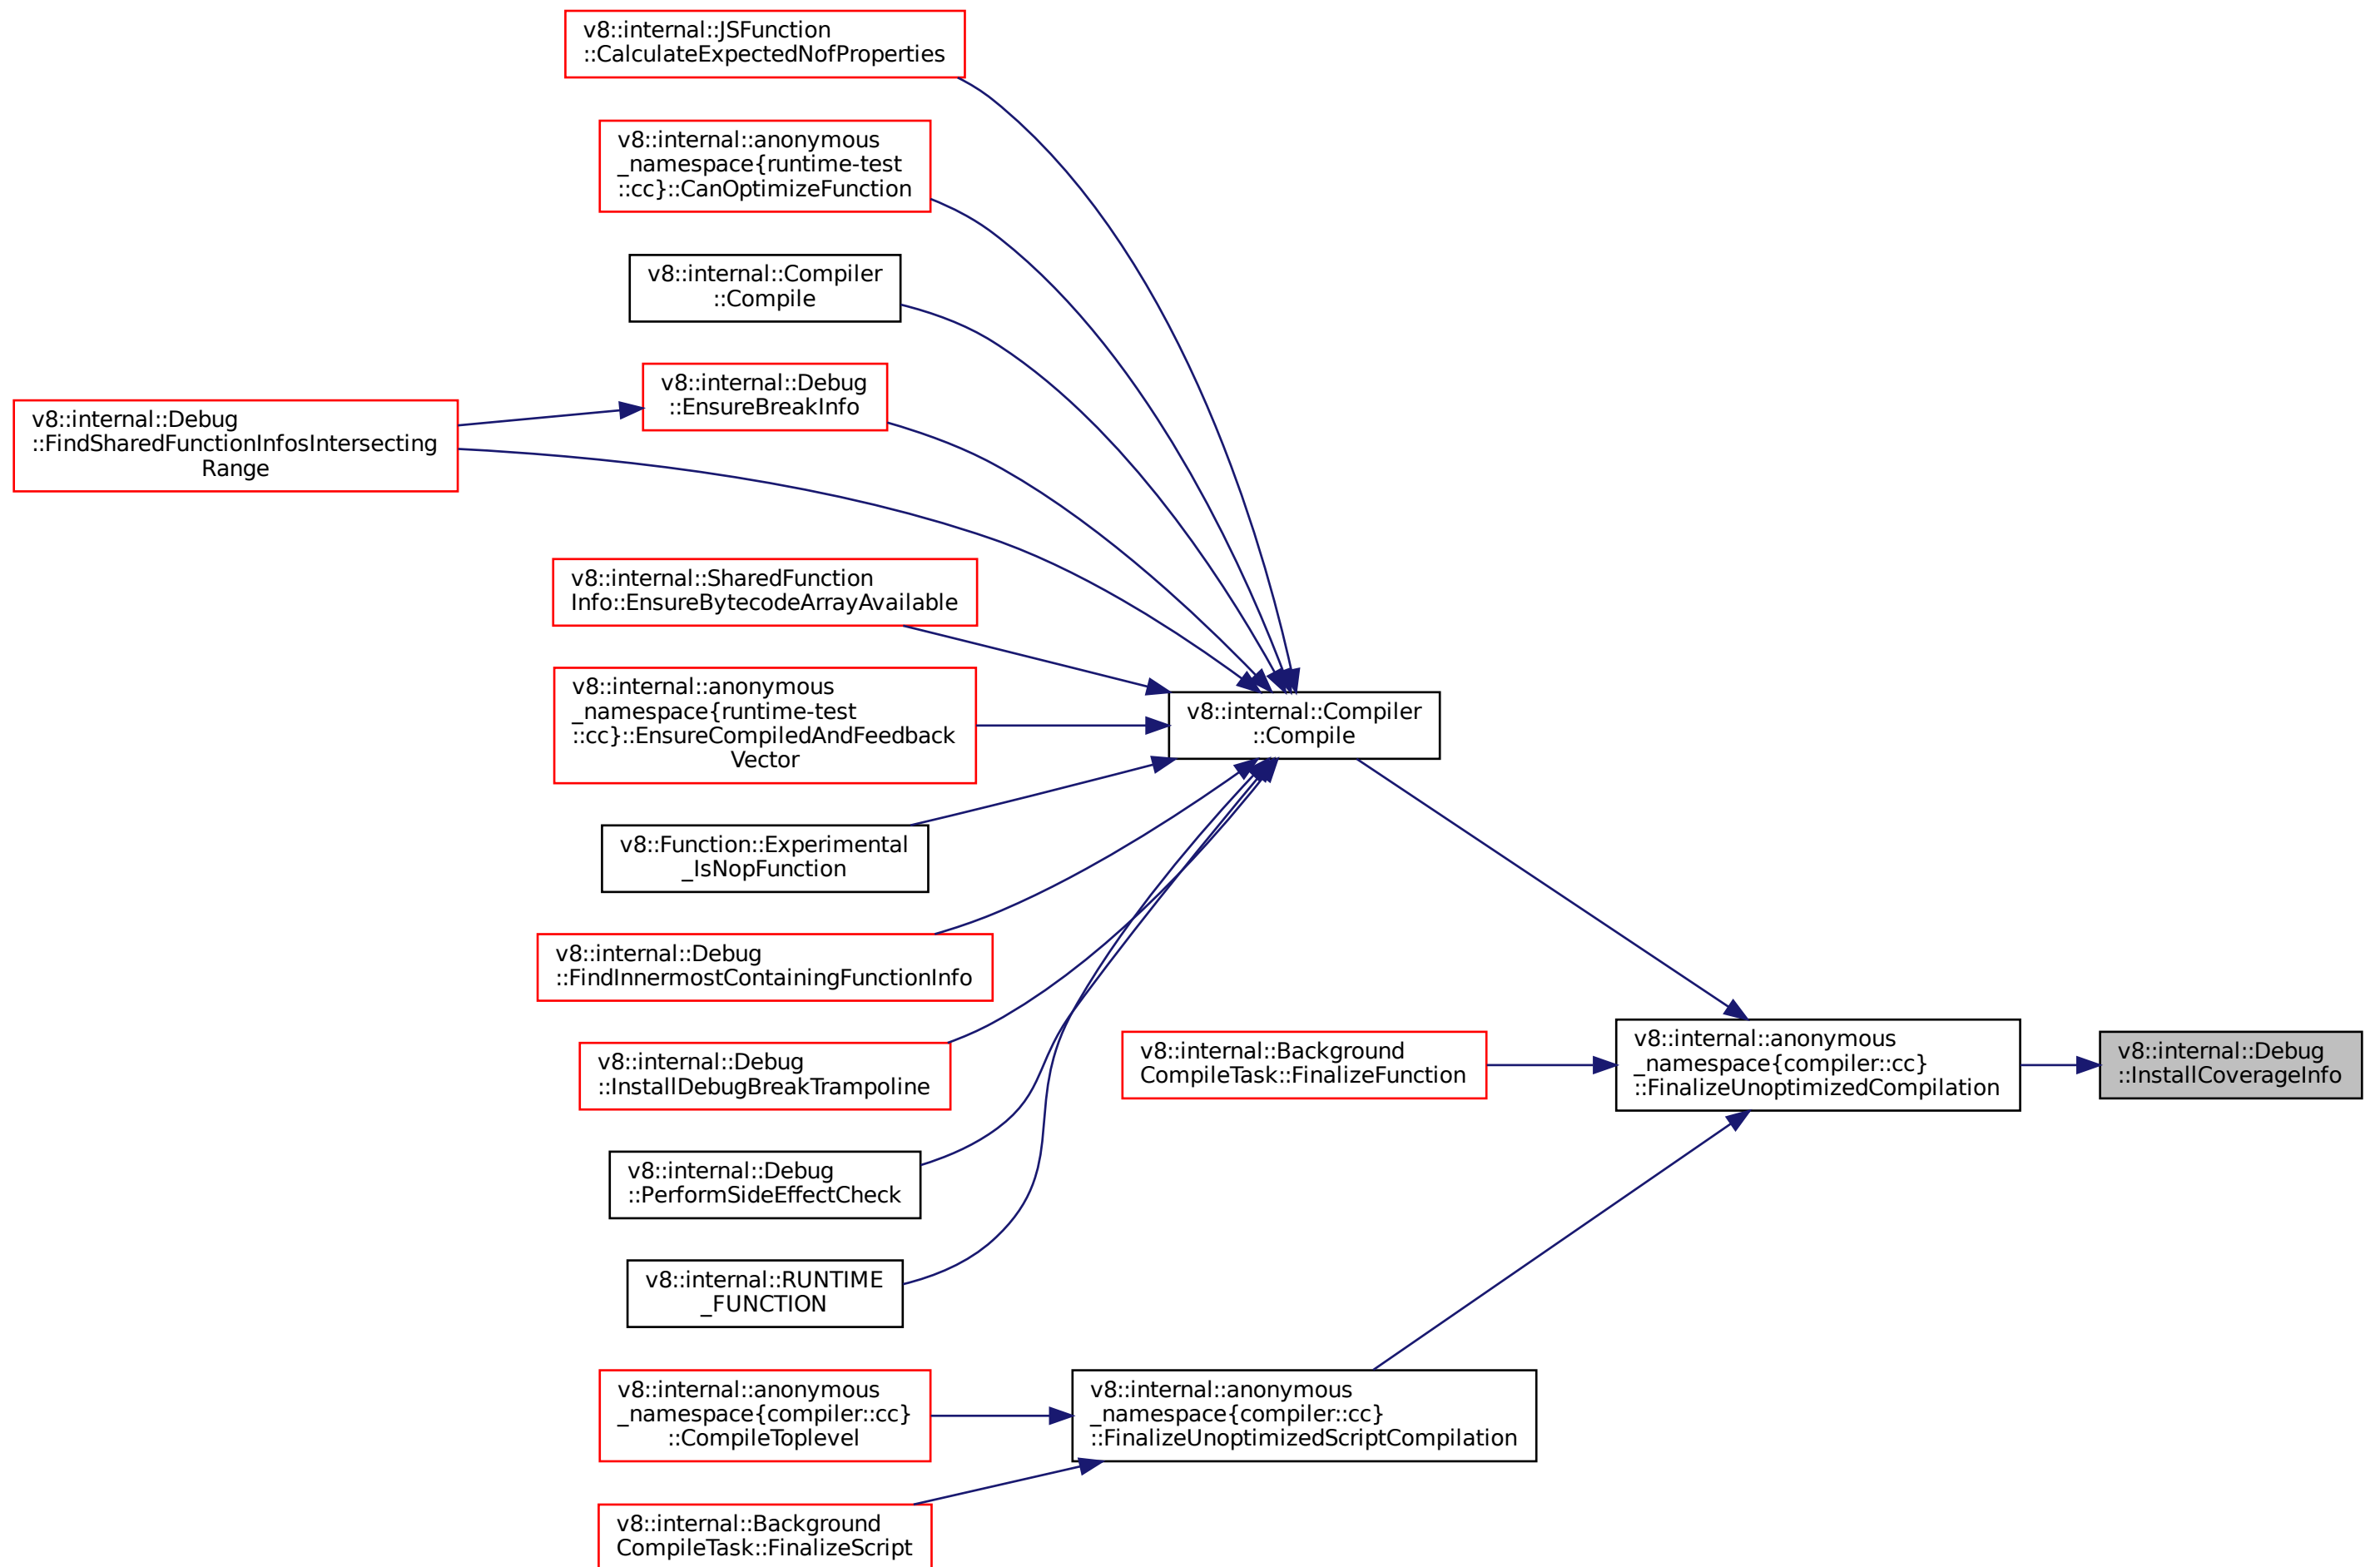 v8::internal::JSFunction
::CalculateExpectedNofProperties
v8::internal::anonymous
_namespace{runtime-test
::cc}::CanOptimizeFunction
v8::internal::Compiler
::Compile
v8::internal::Debug
::EnsureBreakInfo
v8::internal::Debug
::FindSharedFunctionInfosIntersecting
Range
v8::internal::SharedFunction
Info::EnsureBytecodeArrayAvailable
v8::internal::anonymous
_namespace{runtime-test
::cc}::EnsureCompiledAndFeedback
Vector
v8::internal::Compiler
::Compile
v8::Function::Experimental
_IsNopFunction
v8::internal::Debug
::FindInnermostContainingFunctionInfo
v8::internal::Debug
::InstallDebugBreakTrampoline
v8::internal::Background
CompileTask::FinalizeFunction
v8::internal::anonymous
_namespace{compiler::cc}
::FinalizeUnoptimizedCompilation
v8::internal::Debug
::InstallCoverageInfo
v8::internal::Debug
::PerformSideEffectCheck
v8::internal::RUNTIME
_FUNCTION
v8::internal::anonymous
_namespace{compiler::cc}
::CompileToplevel
v8::internal::anonymous
_namespace{compiler::cc}
::FinalizeUnoptimizedScriptCompilation
v8::internal::Background
CompileTask::FinalizeScript